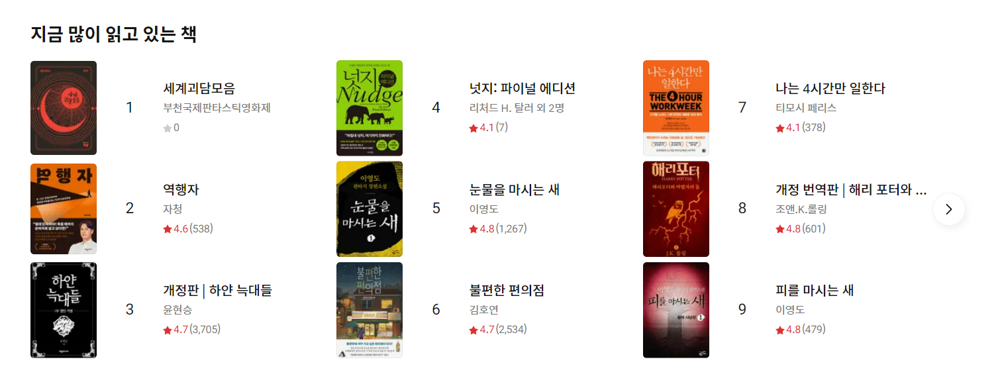 지금 많이 읽고 있는 책
1
세계괴담모음
부천국제판타스틱영화제
0
역행자
2
역행자
자청
4.6(538)
하얀
늑대들
3
개정판 | 하얀 늑대들
윤현승
4.7(3,705)
넛지
파이널
에디션
Nudge
4
넛지: 파이널 에디션
리처드 H. 탈러 외 2명
4.1(7)
이영도
판타지 장편소설
눈물을
마시는 새
1
5
눈물을 마시는 새
이영도
4.8(1,267)
불편한
편의점
6
불편한 편의점
김호연
4.7(2,534)
나는 4시간만
일한다
THE 4 HOUR
WORKWEEK
7
나는 4시간만 일한다
티모시 페리스
4.1(378)
해리포터
HARRY POTTER
해리포터와 마법사의 돌
1
J.K. 롤링
8
개정 번역판 | 해리 포터와 ...
조앤.K.롤링
4.8(601)
피를 마시는 새
1
9
피를 마시는 새
이영도
4.8(479)